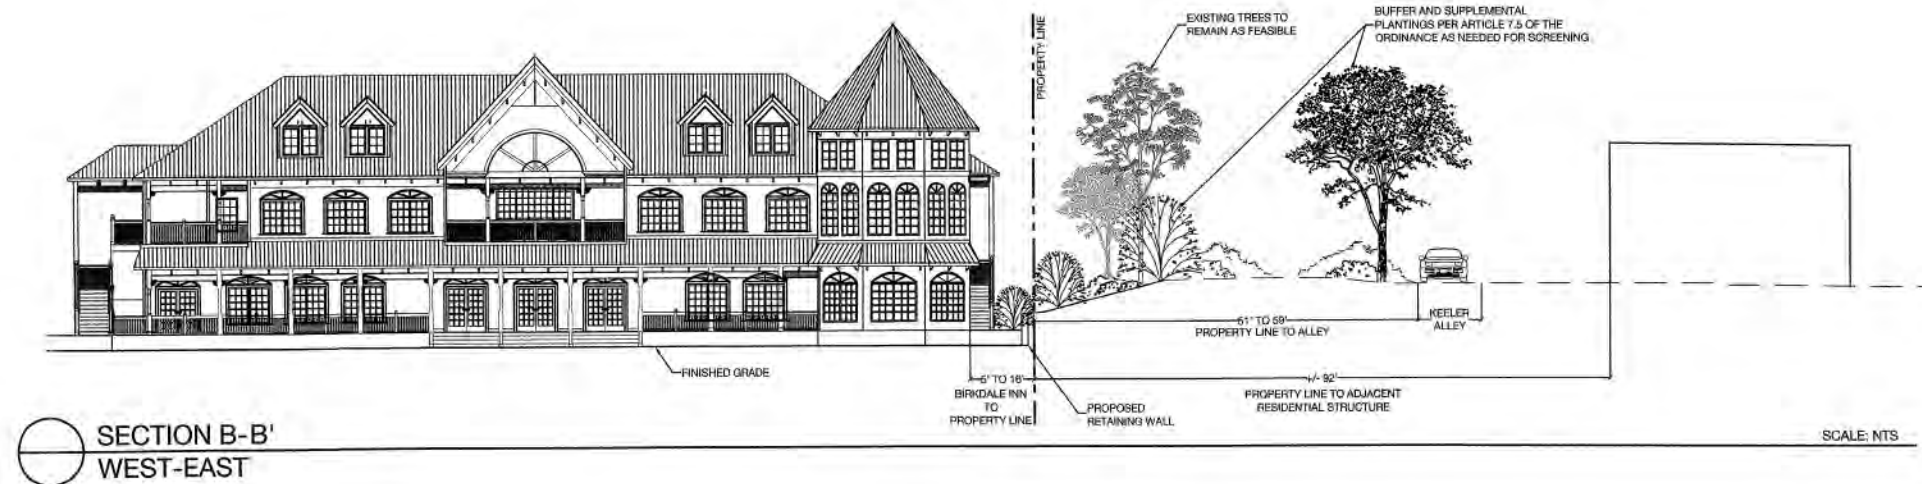 EXISTING TREES TO
REMAIN AS FEASIBLE
BUFFER AND SUPPLEMENTAL
PLANTINGS PER ARTICLE 7.5 OF THE
ORDINANCE AS NEEDED FOR SCREENING
PROPERTY LINE
61' TO 59'
PROPERTY LINE TO ALLEY
KEELER
ALLEY
FINISHED GRADE
6' TO 16'
BIRKDALE INN
TO
PROPERTY LINE
PROPOSED
RETAINING WALL
+/- 92'
PROPERTY LINE TO ADJACENT
RESIDENTIAL STRUCTURE
SECTION B-B'
WEST-EAST
SCALE: NTS